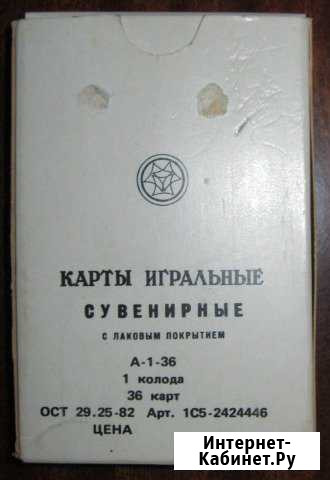 КАРТЫ ИГРАЛЬНЫЕ
СУВЕНИРНЫЕ
С ЛАКОВЫМ ПОКРЫТИЕМ
А-1-36
1 колода
36 карт
ОСТ 29.25-82 Арт. 1С5-2424446
ЦЕНА
Интернет-
Кабинет.Ру